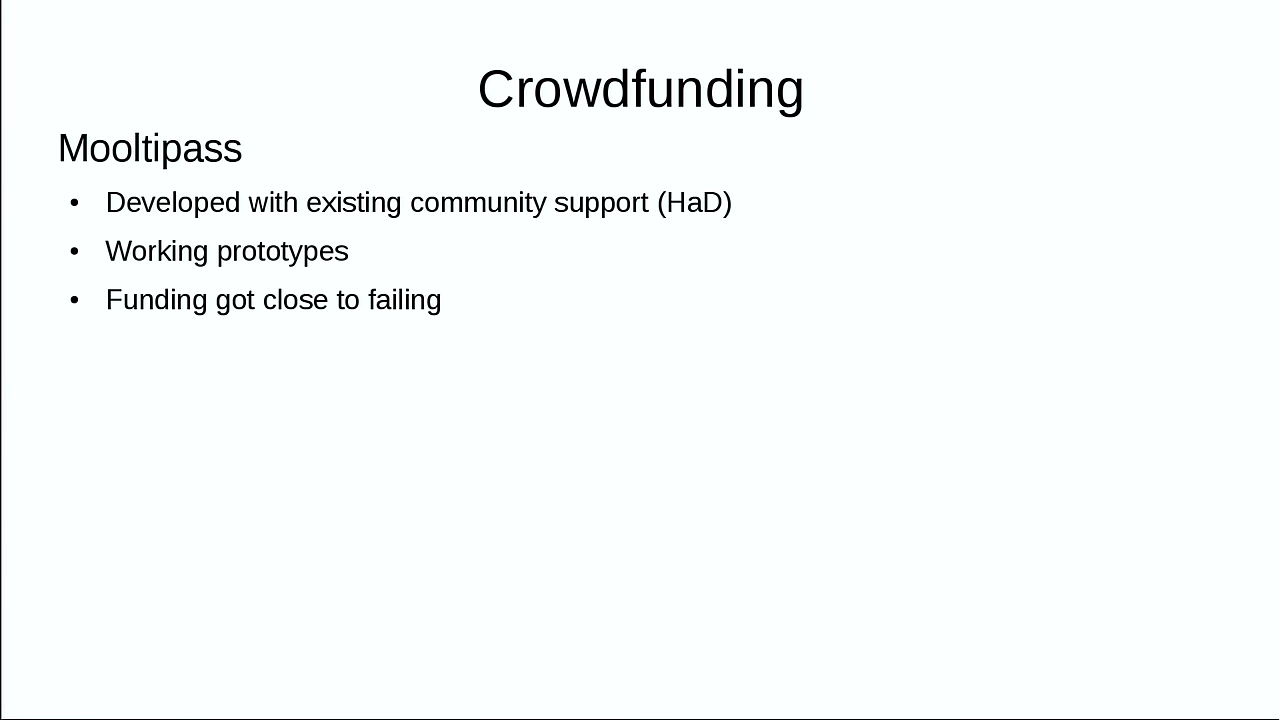 Crowdfunding
Mooltipass
• Developed with existing community support (HaD)
• Working prototypes
• Funding got close to failing